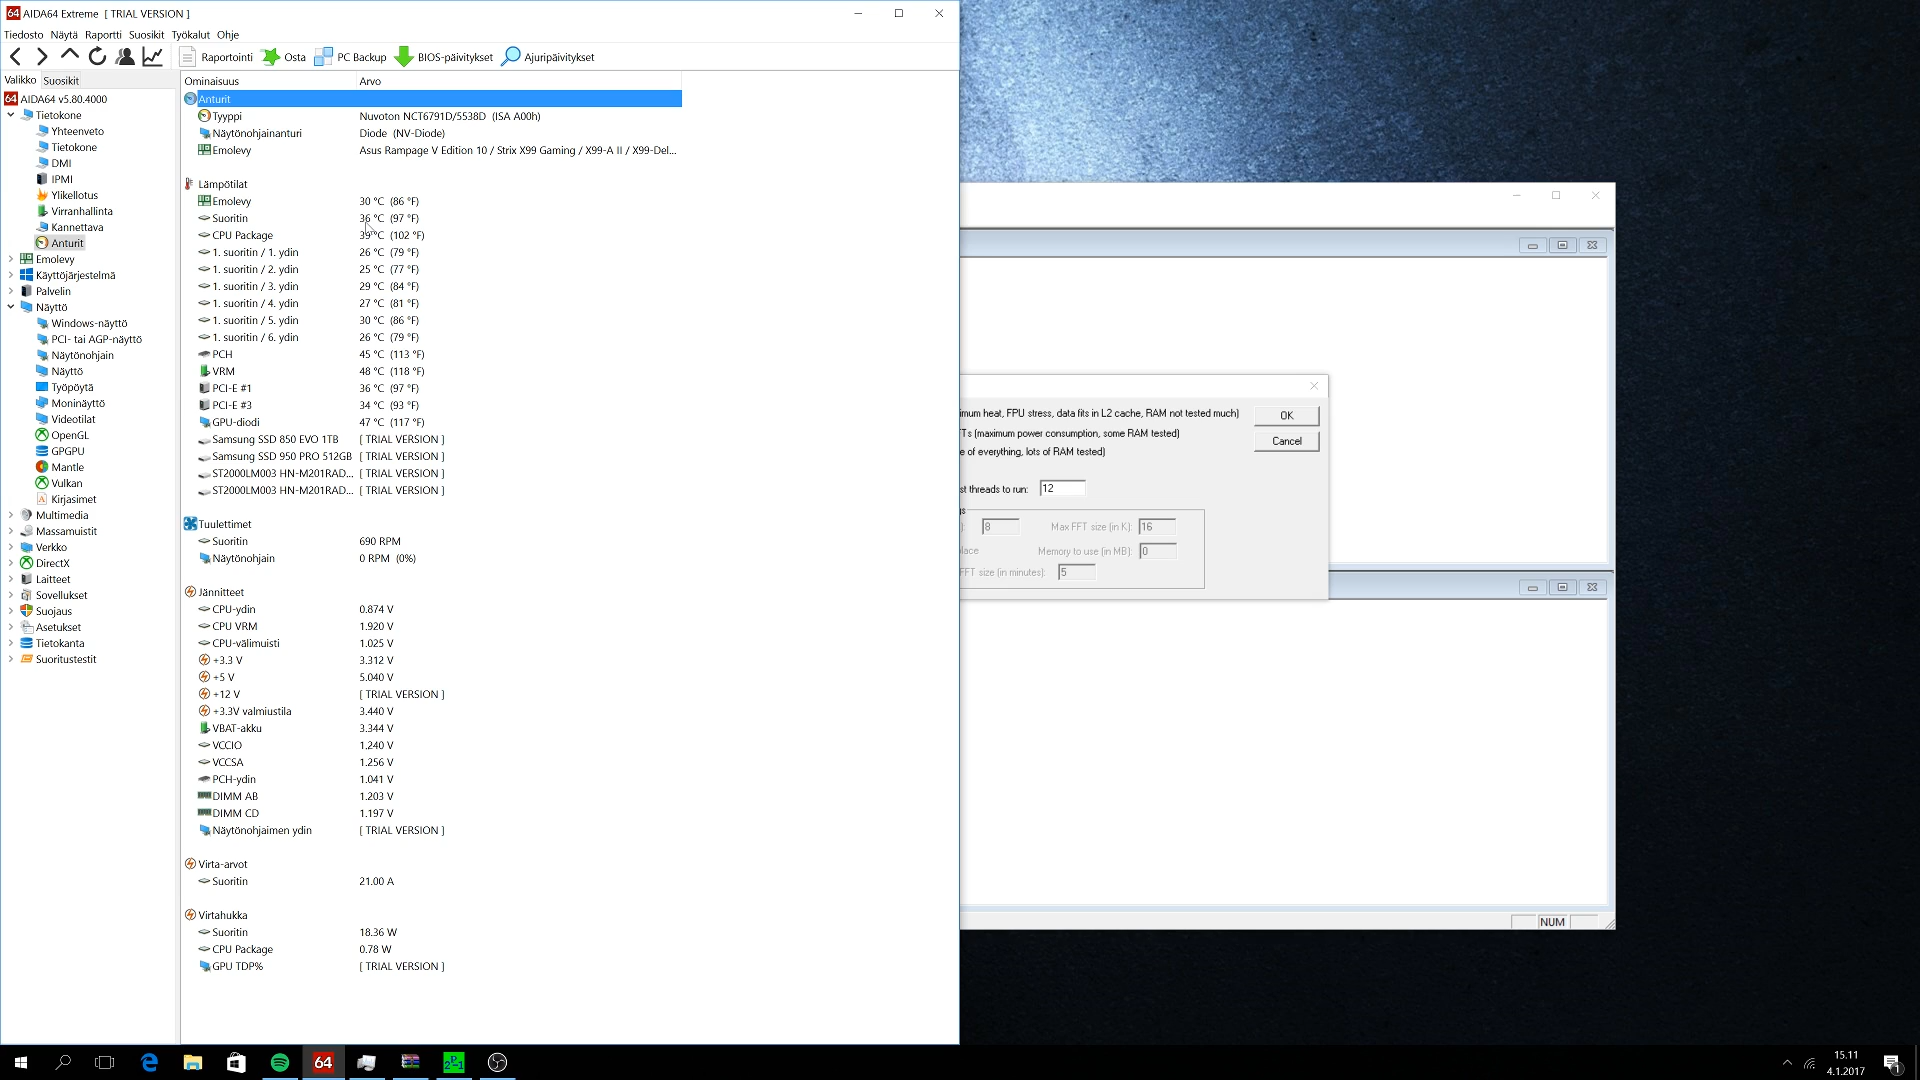 64 AIDA64 Extreme [ TRIAL VERSION ]
Tiedosto Näytä Raportti Suosikit Työkalut Ohje
Raportointi Osta PC Backup BIOS-päivitykset Ajuripäivitykset
Valikko Suosikit
64 AIDA64 v5.80.4000
Tietokone
Yhteenveto
Tietokone
DMI
IPMI
Ylikellotus
Virranhallinta
Kannettava
Anturit
Emolevy
Käyttöjärjestelmä
Palvelin
Näyttö
Windows-näyttö
PCI- tai AGP-näyttö
Näytönohjain
Näyttö
Työpöytä
Moninäyttö
Videotilat
OpenGL
GPGPU
Mantle
Vulkan
Kirjasimet
Multimedia
Massamuistit
Verkko
DirectX
Laitteet
Sovellukset
Suojaus
Asetukset
Tietokanta
Suoritustestit
Ominaisuus Arvo
Anturit
Tyyppi Nuvoton NCT6791D/5538D (ISA A00h)
Näytönohjainanturi Diode (NV-Diode)
Emolevy Asus Rampage V Edition 10 / Strix X99 Gaming / X99-A II / X99-Del...
Lämpötilat
Emolevy 30 °C (86 °F)
Suoritin 36 °C (97 °F)
CPU Package 39 °C (102 °F)
1. suoritin / 1. ydin 26 °C (79 °F)
1. suoritin / 2. ydin 25 °C (77 °F)
1. suoritin / 3. ydin 29 °C (84 °F)
1. suoritin / 4. ydin 27 °C (81 °F)
1. suoritin / 5. ydin 30 °C (86 °F)
1. suoritin / 6. ydin 26 °C (79 °F)
PCH 45 °C (113 °F)
VRM 48 °C (118 °F)
PCI-E #1 36 °C (97 °F)
PCI-E #3 34 °C (93 °F)
GPU-diodi 47 °C (117 °F)
Samsung SSD 850 EVO 1TB [ TRIAL VERSION ]
Samsung SSD 950 PRO 512GB [ TRIAL VERSION ]
ST2000LM003 HN-M201RAD... [ TRIAL VERSION ]
ST2000LM003 HN-M201RAD... [ TRIAL VERSION ]
Tuulettimet
Suoritin 690 RPM
Näytönohjain 0 RPM (0%)
Jännitteet
CPU-ydin 0.874 V
CPU VRM 1.920 V
CPU-välimuisti 1.025 V
+3.3 V 3.312 V
+5 V 5.040 V
+12 V [ TRIAL VERSION ]
+3.3V valmiustila 3.440 V
VBAT-akku 3.344 V
VCCIO 1.240 V
VCCSA 1.256 V
PCH-ydin 1.041 V
DIMM AB 1.203 V
DIMM CD 1.197 V
Näytönohjaimen ydin [ TRIAL VERSION ]
Virta-arvot
Suoritin 21.00 A
Virtahukka
Suoritin 18.36 W
CPU Package 0.78 W
GPU TDP% [ TRIAL VERSION ]
imum heat, FPU stress, data fits in L2 cache, RAM not tested much) OK
Ts (maximum power consumption, some RAM tested) Cancel
e of everything, lots of RAM tested)
st threads to run: 12
gs
): 8 Max FFT size (in K): 16
lace Memory to use (in MB): 0
FFT size (in minutes): 5
NUM
64
15.11
4.1.2017
1